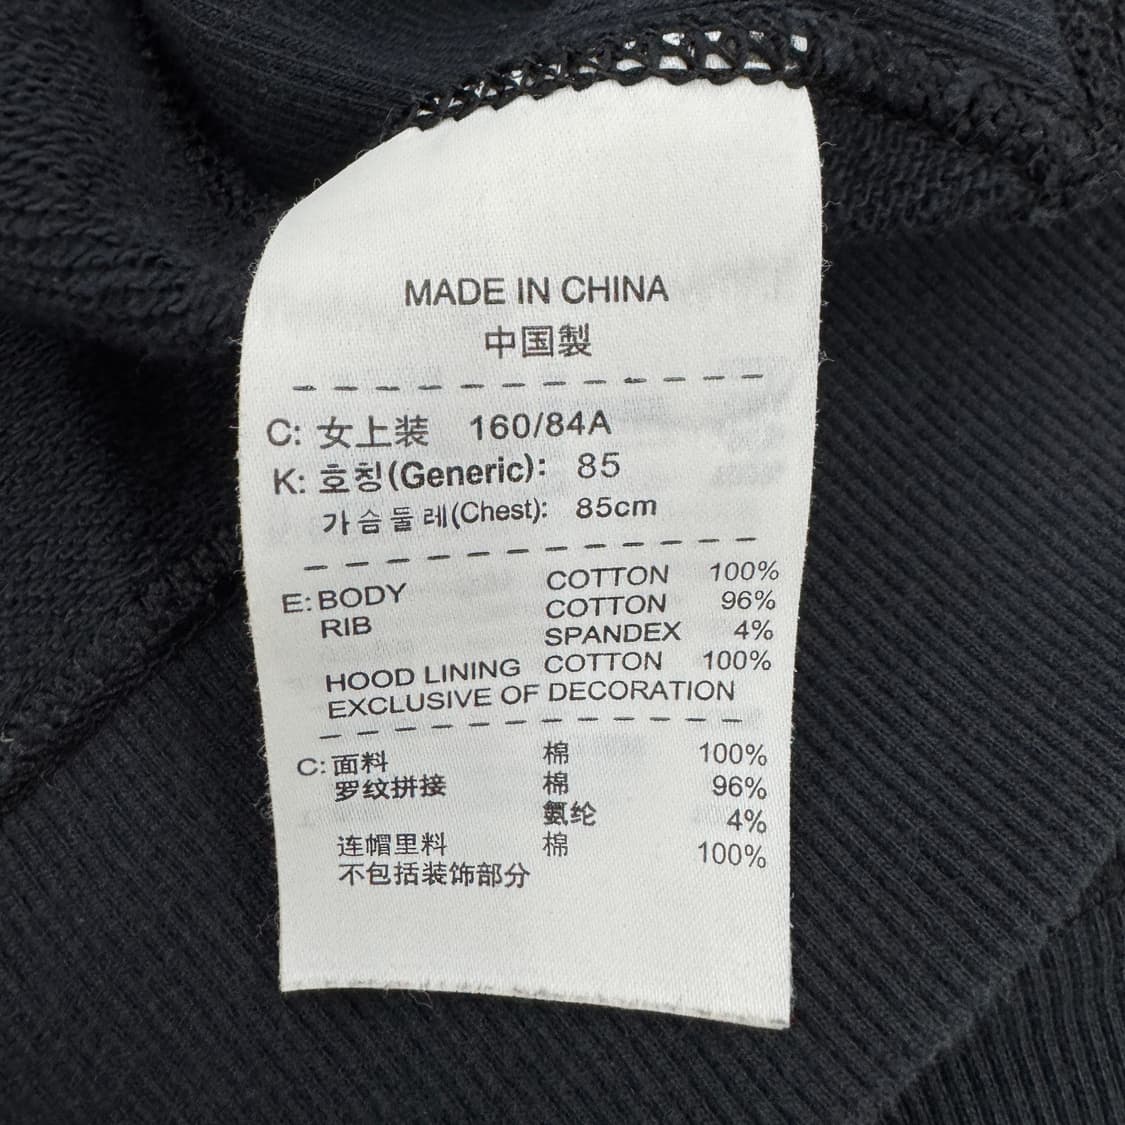 MADE IN CHINA
中国製
C: 女上装 160/84A
K: 호칭(Generic): 85
가슴둘레(Chest): 85cm
E: BODY COTTON 100%
RIB COTTON 96%
SPANDEX 4%
HOOD LINING COTTON 100%
EXCLUSIVE OF DECORATION
C: 面料 棉 100%
罗纹拼接 棉 96%
氨纶 4%
连帽里料 棉 100%
不包括装饰部分